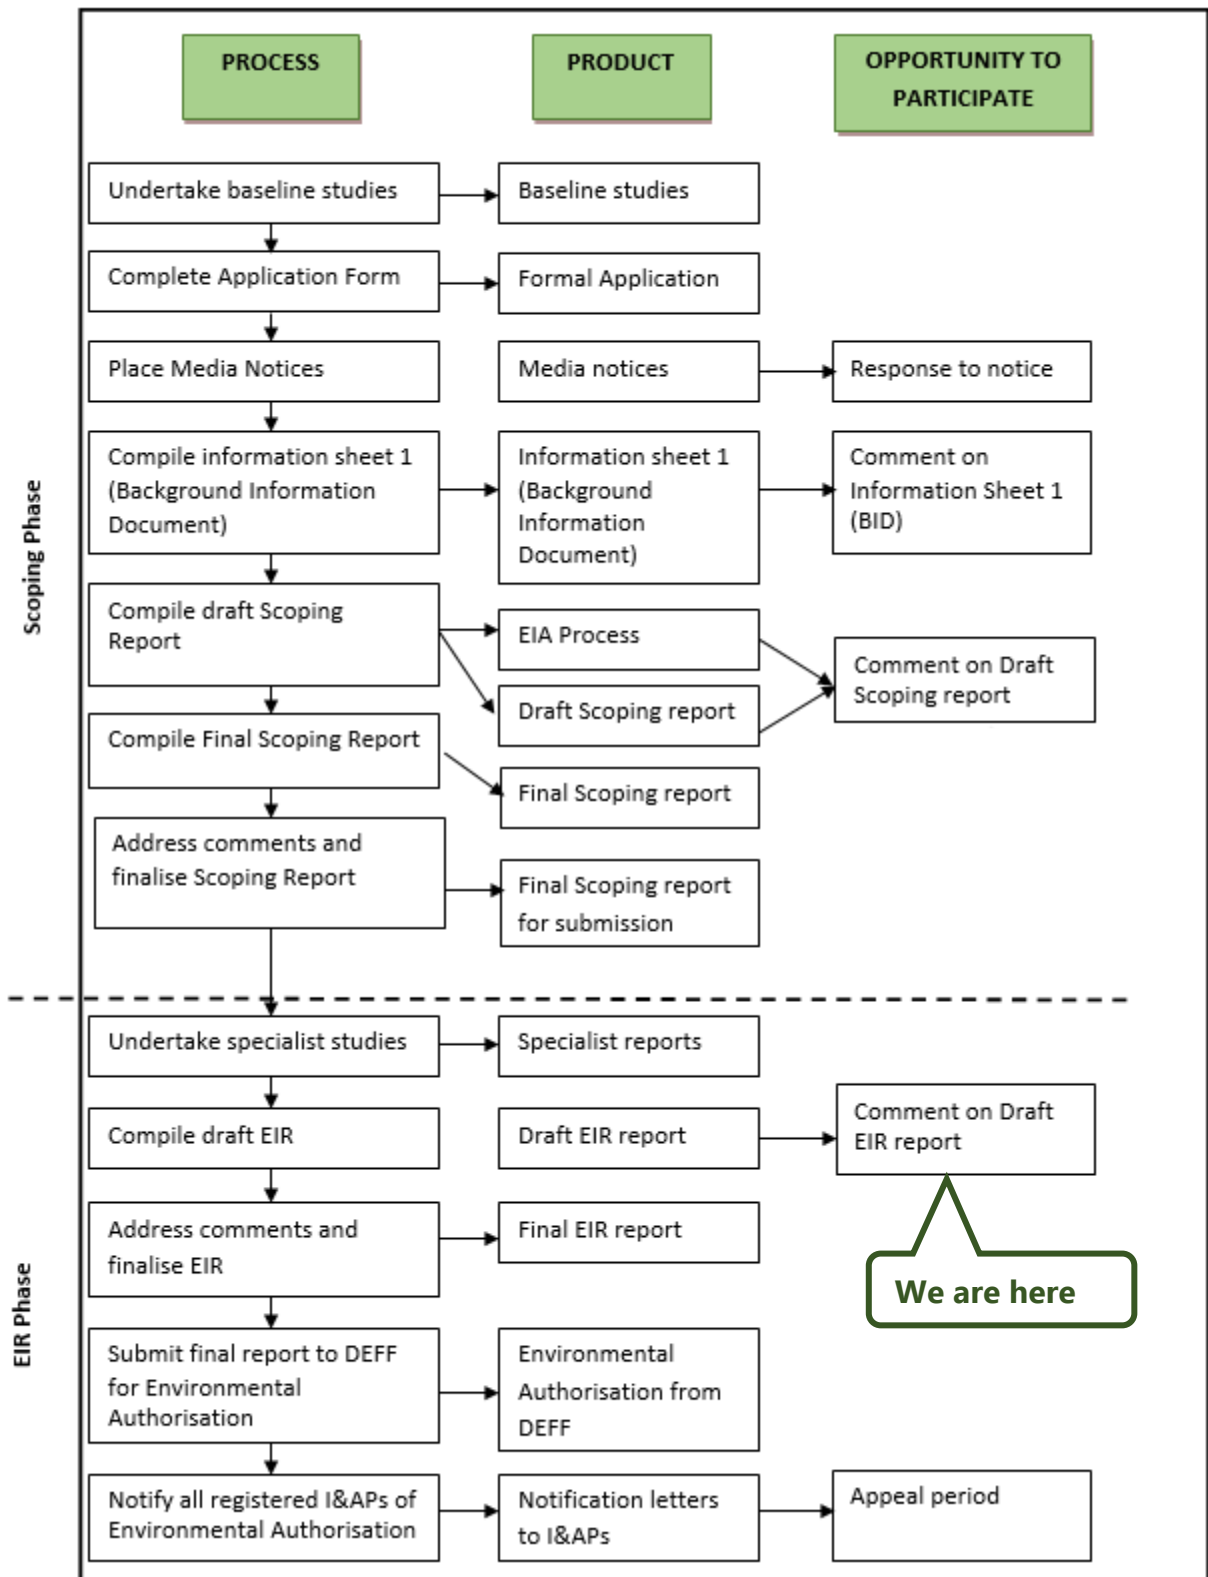 PROCESS
PRODUCT
OPPORTUNITY TO
PARTICIPATE
Scoping Phase
Undertake baseline studies
Baseline studies
Complete Application Form
Formal Application
Place Media Notices
Media notices
Response to notice
Compile information sheet 1
(Background Information
Document)
Information sheet 1
(Background
Information
Document)
Comment on
Information Sheet 1
(BID)
Compile draft Scoping
Report
EIA Process
Draft Scoping report
Comment on Draft
Scoping report
Compile Final Scoping Report
Final Scoping report
Address comments and
finalise Scoping Report
Final Scoping report
for submission
EIR Phase
Undertake specialist studies
Specialist reports
Compile draft EIR
Draft EIR report
Comment on Draft
EIR report
We are here
Address comments and
finalise EIR
Final EIR report
Submit final report to DEFF
for Environmental
Authorisation
Environmental
Authorisation from
DEFF
Notify all registered I&APs of
Environmental Authorisation
Notification letters
to I&APs
Appeal period